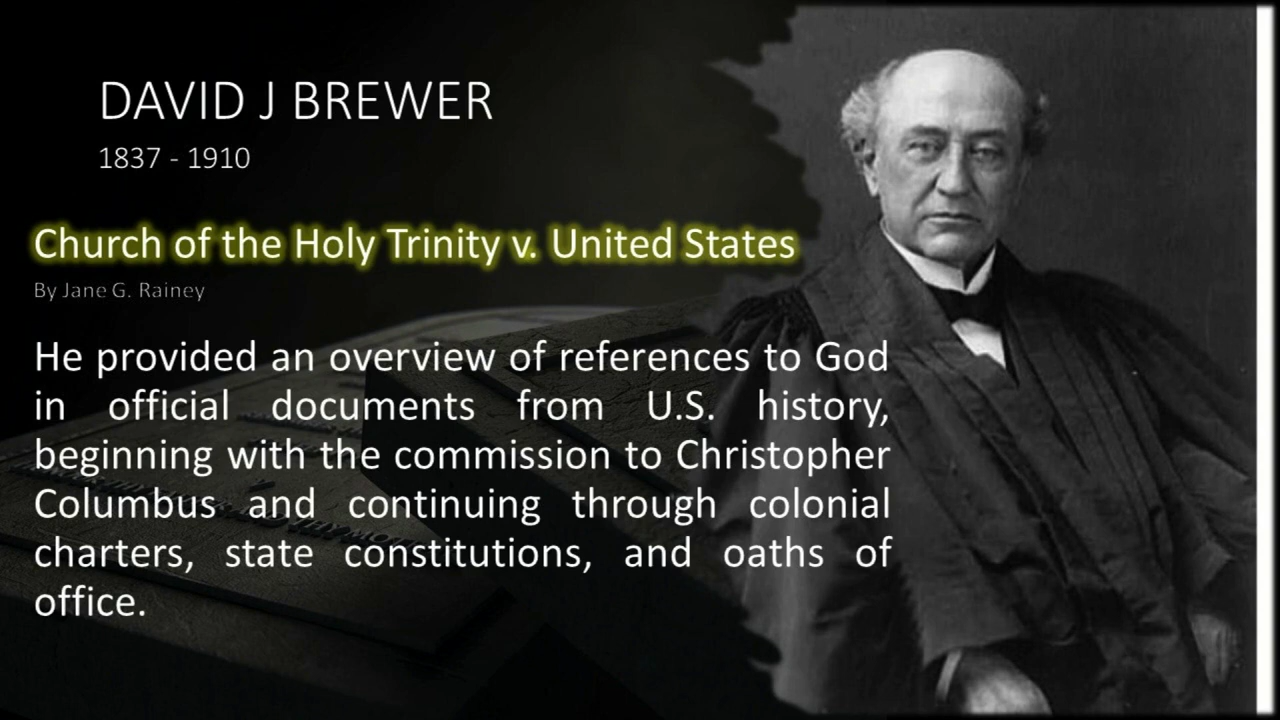 DAVID J BREWER
1837 - 1910
Church of the Holy Trinity v. United States
By Jane G. Rainey
He provided an overview of references to God
in official documents from U.S. history,
beginning with the commission to Christopher
Columbus and continuing through colonial
charters, state constitutions, and oaths of
office.